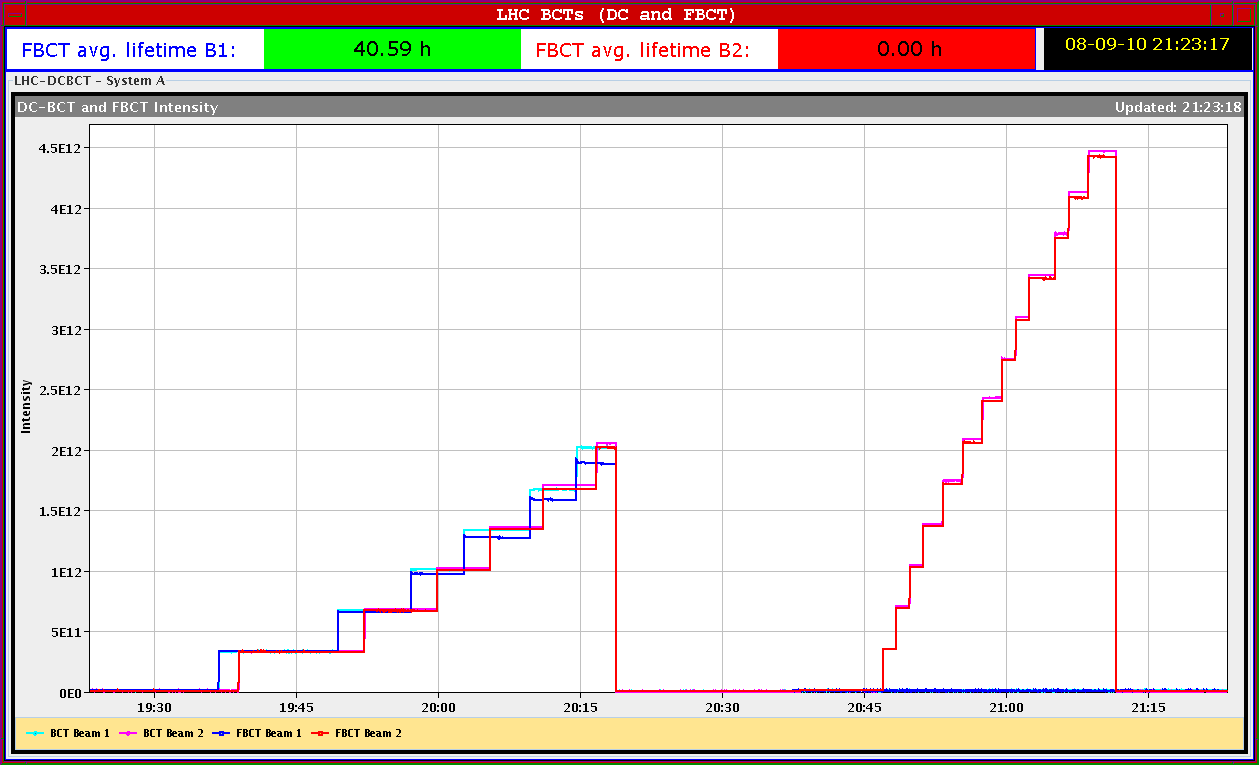 LHC BCTs (DC and FBCT)
FBCT avg. lifetime B1: 40.59 h FBCT avg. lifetime B2: 0.00 h 08-09-10 21:23:17
LHC-DCBCT - System A
DC-BCT and FBCT Intensity Updated: 21:23:18
4.5E12
4E12
3.5E12
3E12
2.5E12
2E12
1.5E12
1E12
5E11
0E0
Intensity
19:30 19:45 20:00 20:15 20:30 20:45 21:00 21:15
BCT Beam 1 BCT Beam 2 FBCT Beam 1 FBCT Beam 2